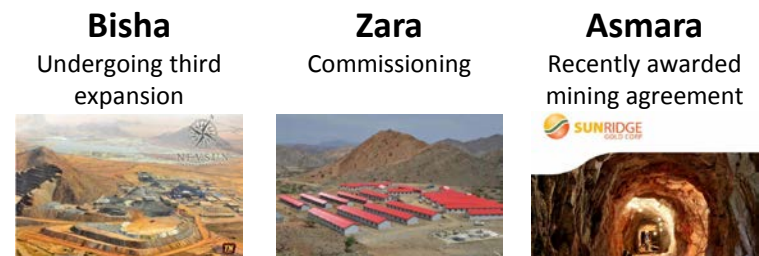 Bisha
Undergoing third
expansion
NEVSUN
Zara
Commissioning
Asmara
Recently awarded
mining agreement
SUNRIDGE
GOLD CORP